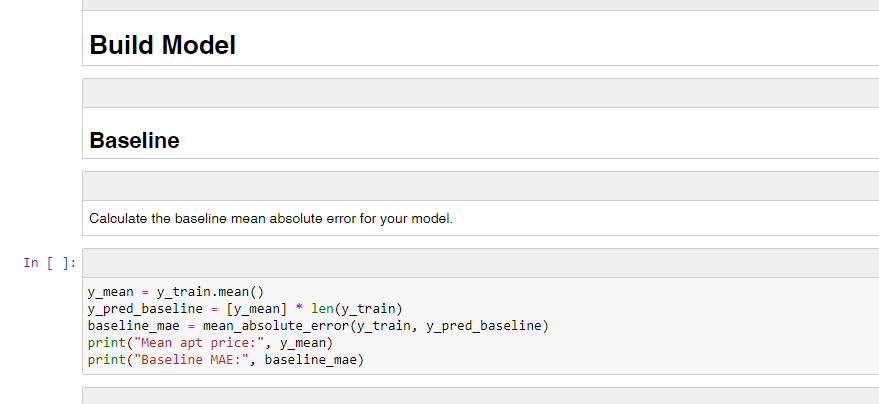 Build Model
Baseline
Calculate the baseline mean absolute error for your model.
In [ ]:
y_mean = y_train.mean()
y_pred_baseline = [y_mean] * len(y_train)
baseline_mae = mean_absolute_error(y_train, y_pred_baseline)
print("Mean apt price:", y_mean)
print("Baseline MAE:", baseline_mae)